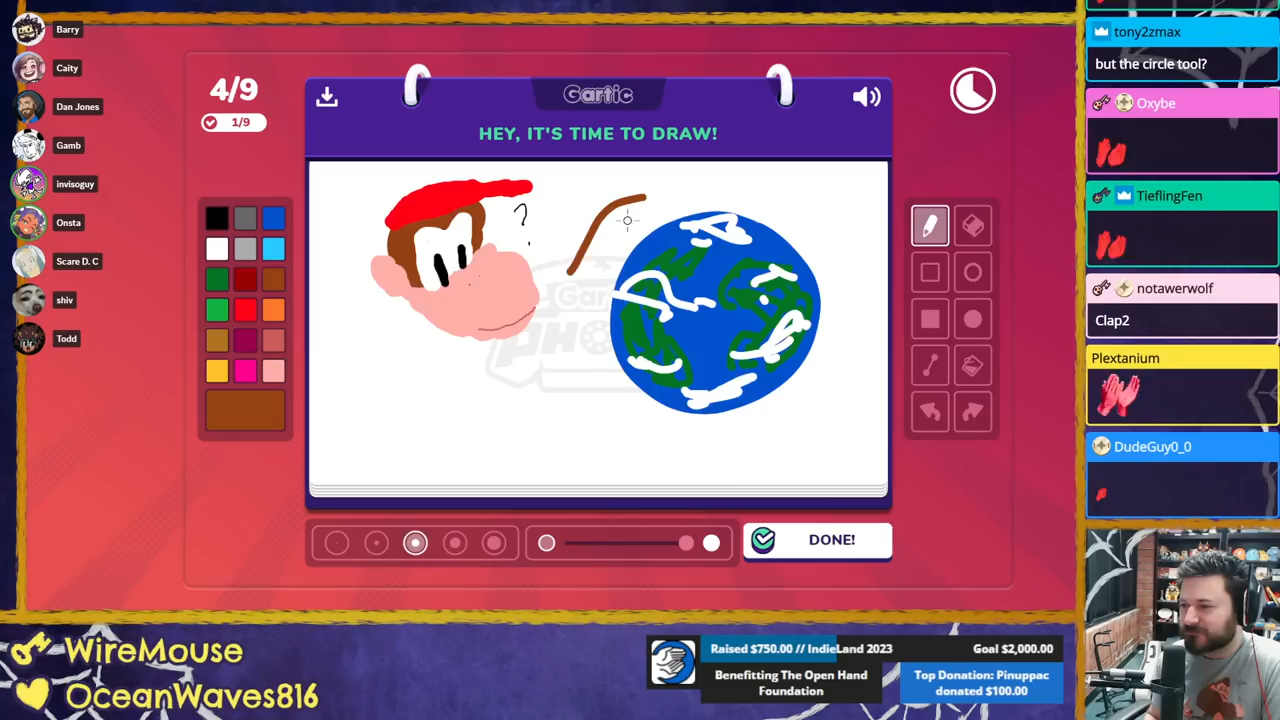 Barry
Caity
Dan Jones
Gamb
invisoguy
Onsta
Scare D. C
shiv
Todd
4/9
1/9
Gartic
HEY, IT'S TIME TO DRAW!
?
Gar
PHO
DONE!
tony2zmax
but the circle tool?
Oxybe
TieflingFen
notawerwolf
Clap2
Plextanium
DudeGuy0_0
WireMouse
OceanWaves816
Raised $750.00 // IndieLand 2023
Goal $2,000.00
Benefitting The Open Hand
Foundation
Top Donation: Pinuppac
donated $100.00